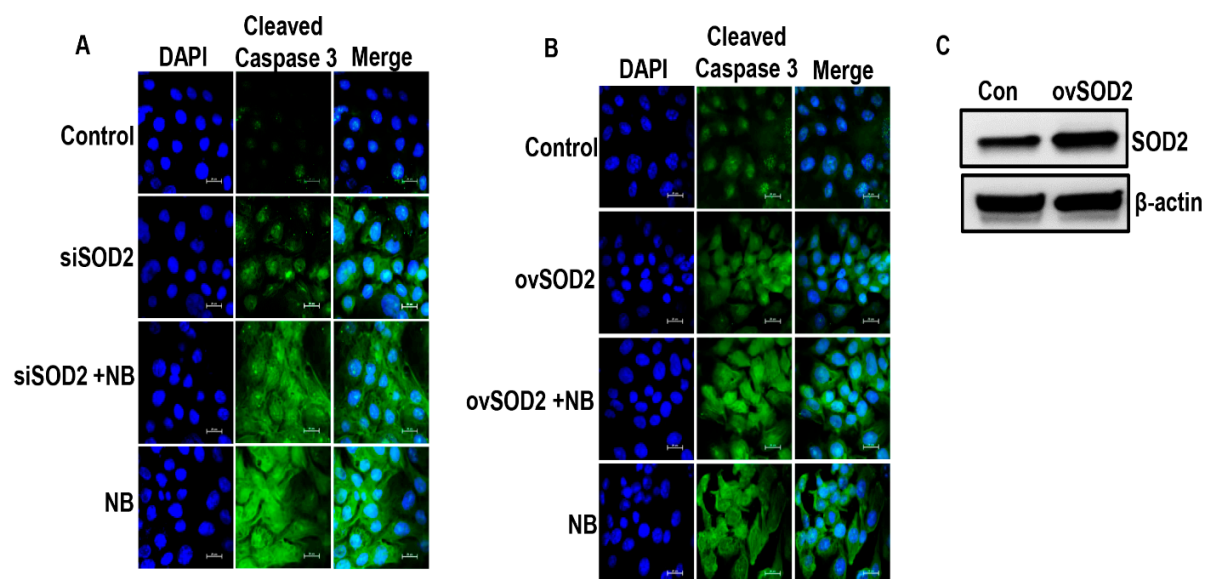 A
DAPI
Cleaved
Caspase 3
Merge
Control
siSOD2
siSOD2 +NB
NB
B
DAPI
Cleaved
Caspase 3
Merge
Control
ovSOD2
ovSOD2 +NB
NB
C
Con
ovSOD2
SOD2
β-actin